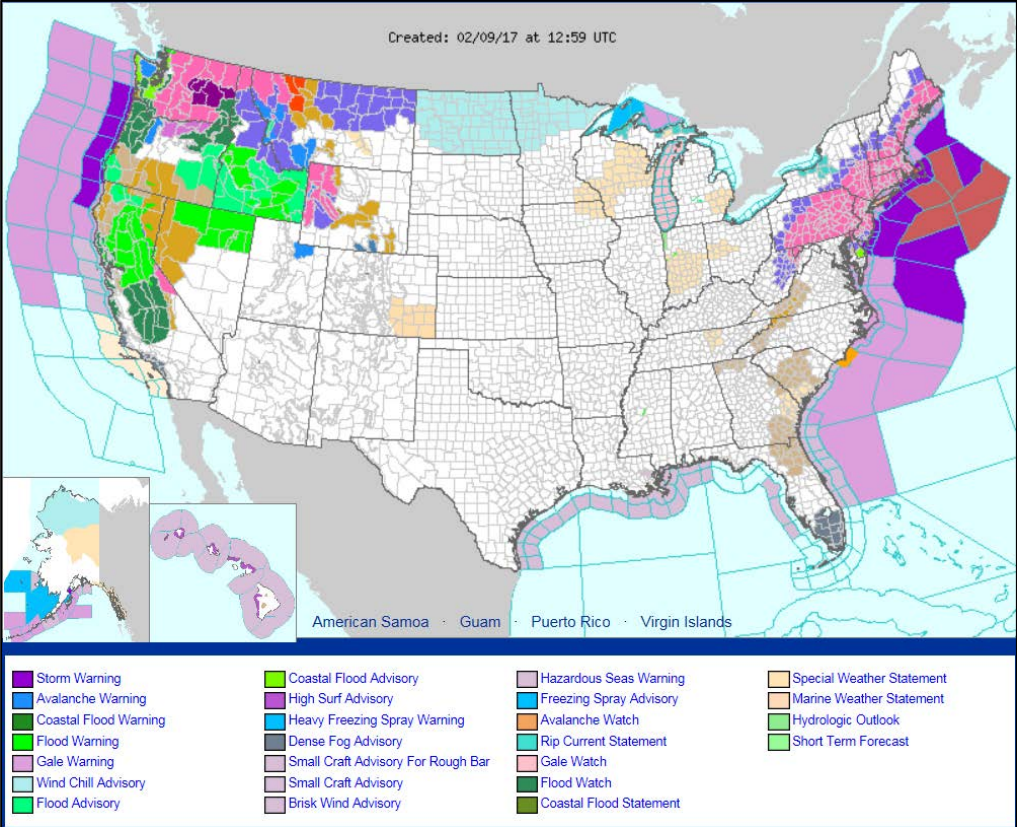 Created: 02/09/17 at 12:59 UTC
American Samoa · Guam · Puerto Rico · Virgin Islands
Storm Warning
Avalanche Warning
Coastal Flood Warning
Flood Warning
Gale Warning
Wind Chill Advisory
Flood Advisory
Coastal Flood Advisory
High Surf Advisory
Heavy Freezing Spray Warning
Dense Fog Advisory
Small Craft Advisory For Rough Bar
Small Craft Advisory
Brisk Wind Advisory
Hazardous Seas Warning
Freezing Spray Advisory
Avalanche Watch
Rip Current Statement
Gale Watch
Flood Watch
Coastal Flood Statement
Special Weather Statement
Marine Weather Statement
Hydrologic Outlook
Short Term Forecast